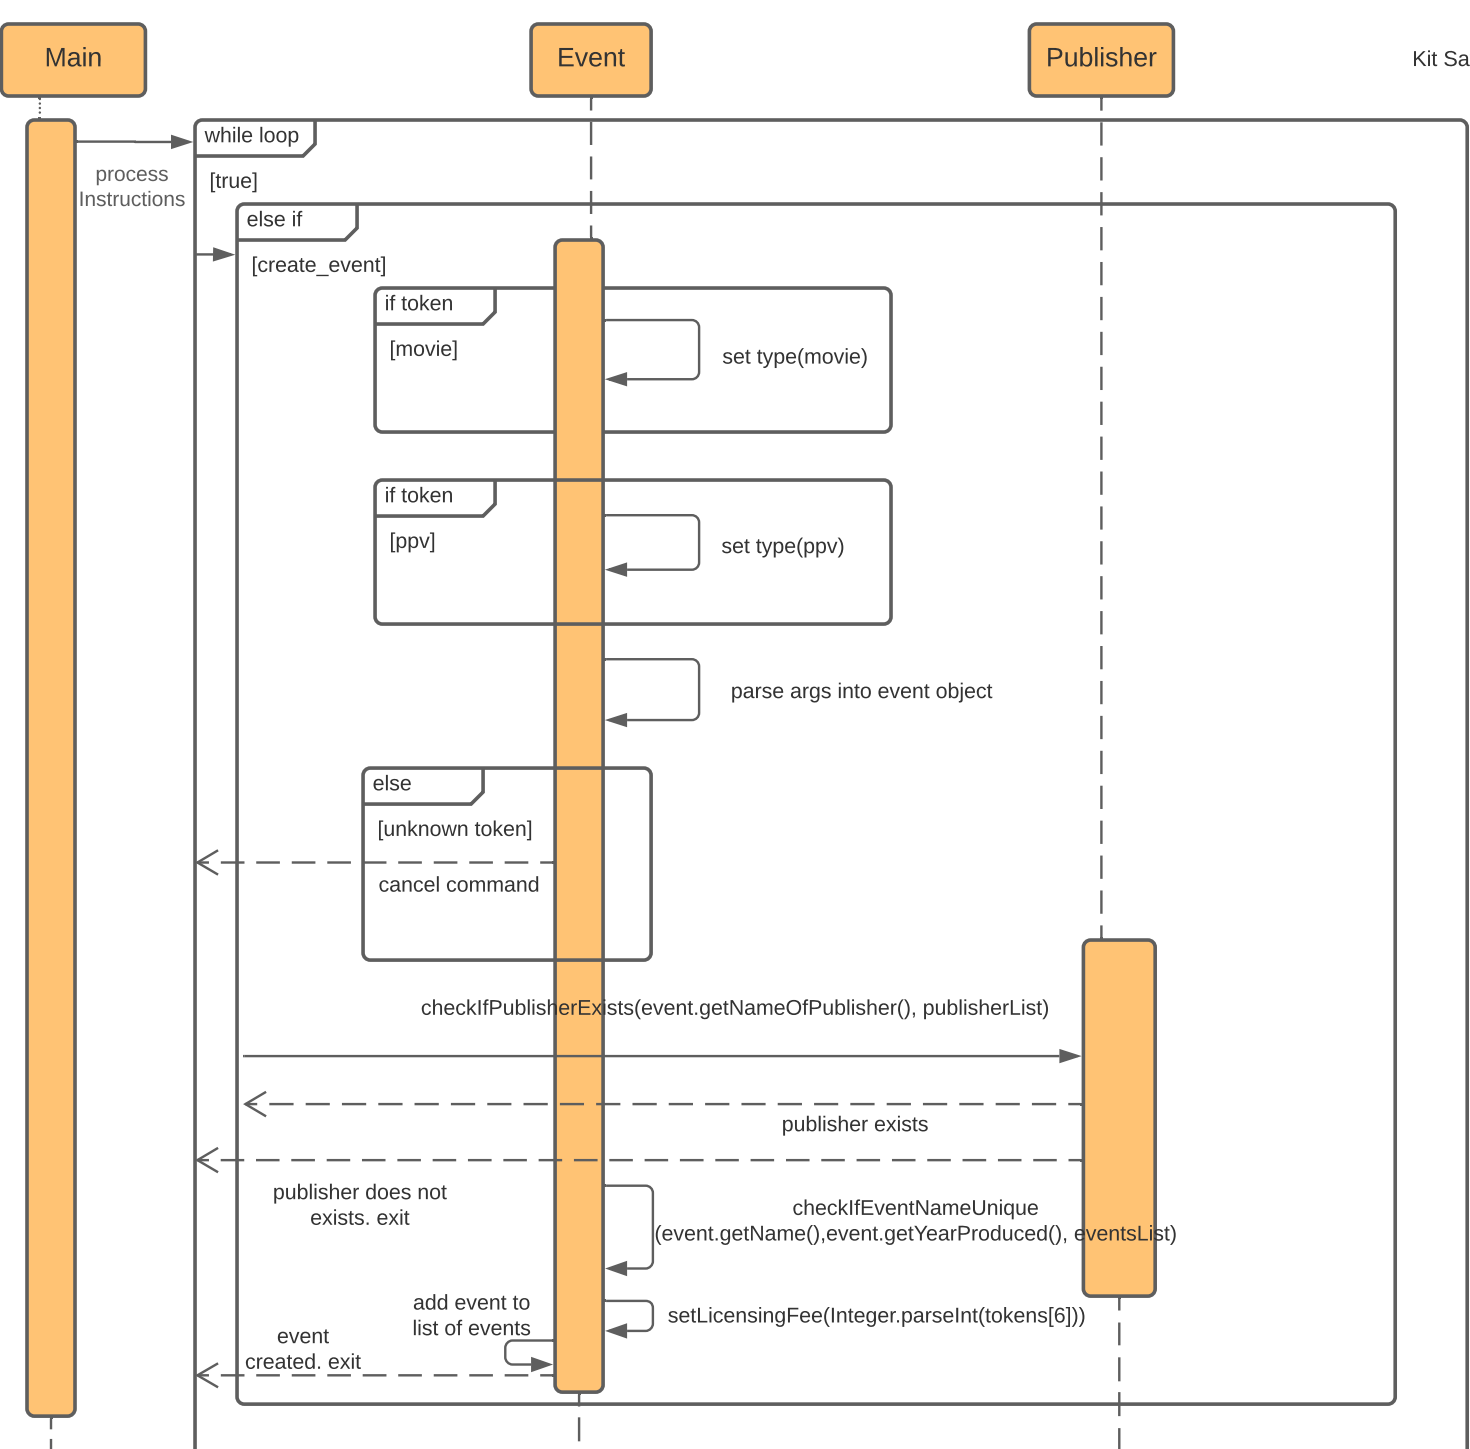 Main
Event
Publisher
Kit Sa
while loop
process
Instructions
[true]
else if
[create_event]
if token
[movie]
set type(movie)
if token
[ppv]
set type(ppv)
parse args into event object
else
[unknown token]
cancel command
checkIfPublisherExists(event.getNameOfPublisher(), publisherList)
publisher exists
publisher does not
exists. exit
checkIfEventNameUnique
(event.getName(),event.getYearProduced(), eventsList)
add event to
list of events
setLicensingFee(Integer.parseInt(tokens[6]))
event
created. exit